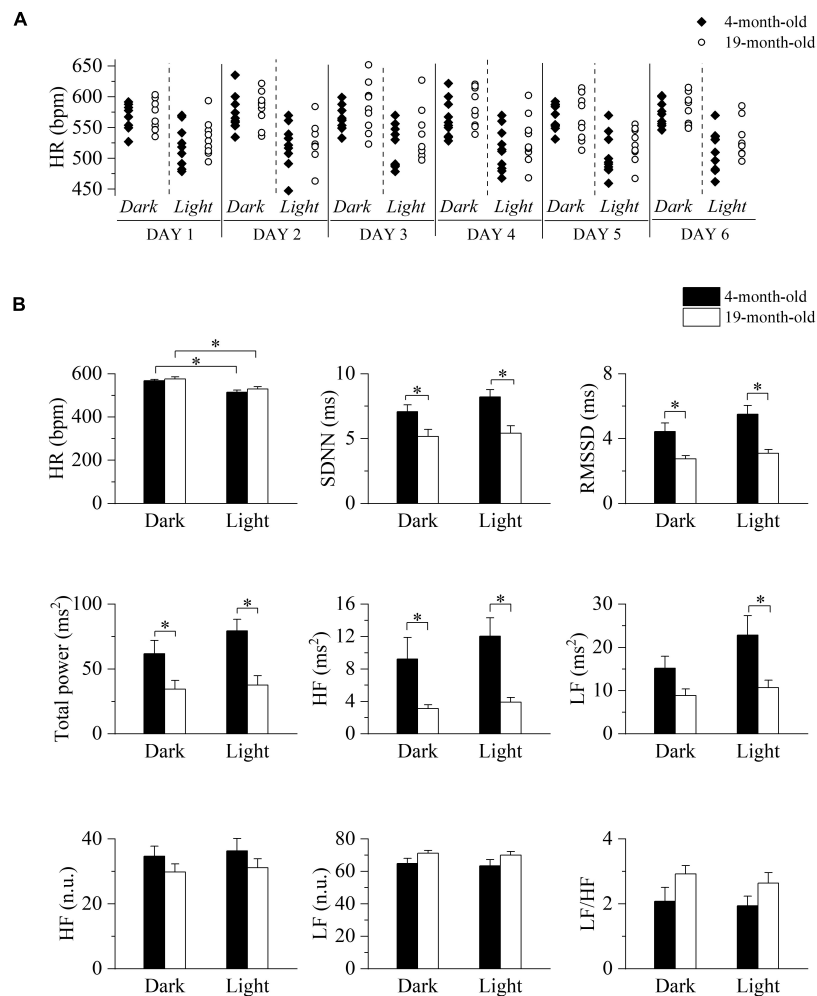 A
4-month-old
19-month-old
HR (bpm)
650
600
550
500
450
Dark Light Dark Light Dark Light Dark Light Dark Light Dark Light
DAY 1 DAY 2 DAY 3 DAY 4 DAY 5 DAY 6
B
4-month-old
19-month-old
HR (bpm)
600
400
200
0
* *
Dark Light
SDNN (ms)
10
5
0
* *
Dark Light
RMSSD (ms)
8
4
0
* *
Dark Light
Total power (ms²)
100
50
0
* *
Dark Light
HF (ms²)
16
12
8
4
0
* *
Dark Light
LF (ms²)
30
20
10
0
*
Dark Light
HF (n.u.)
40
20
0
Dark Light
LF (n.u.)
80
60
40
20
0
Dark Light
LF/HF
4
2
0
Dark Light